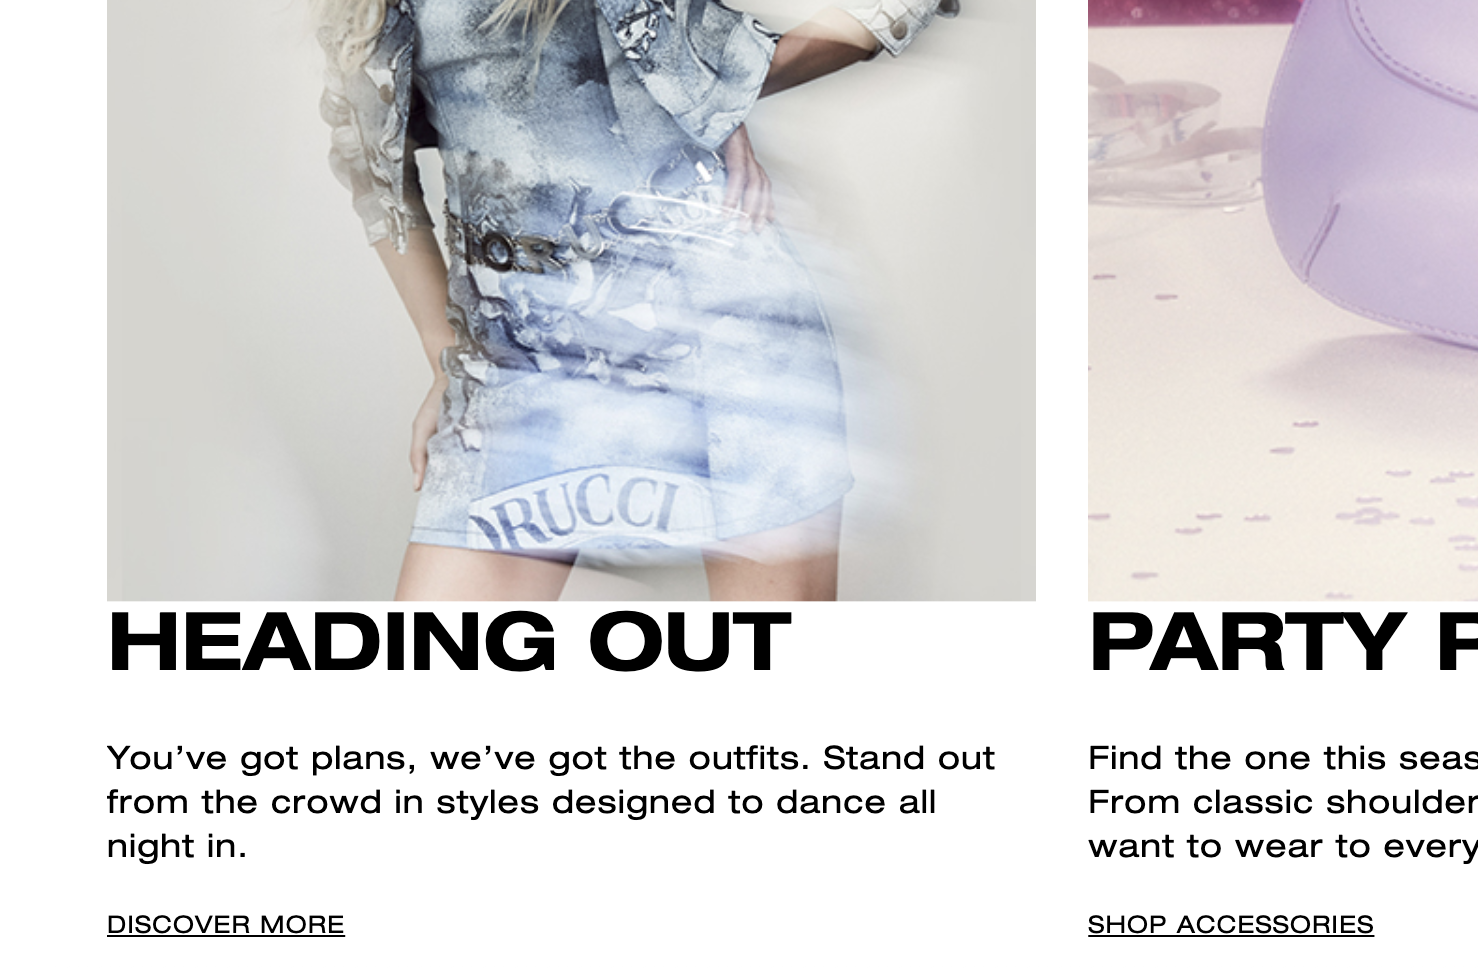 ORUCCI
HEADING OUT
You’ve got plans, we’ve got the outfits. Stand out
from the crowd in styles designed to dance all
night in.
DISCOVER MORE
PARTY
Find the one this
From classic shoulder
want to wear to every
SHOP ACCESSORIES